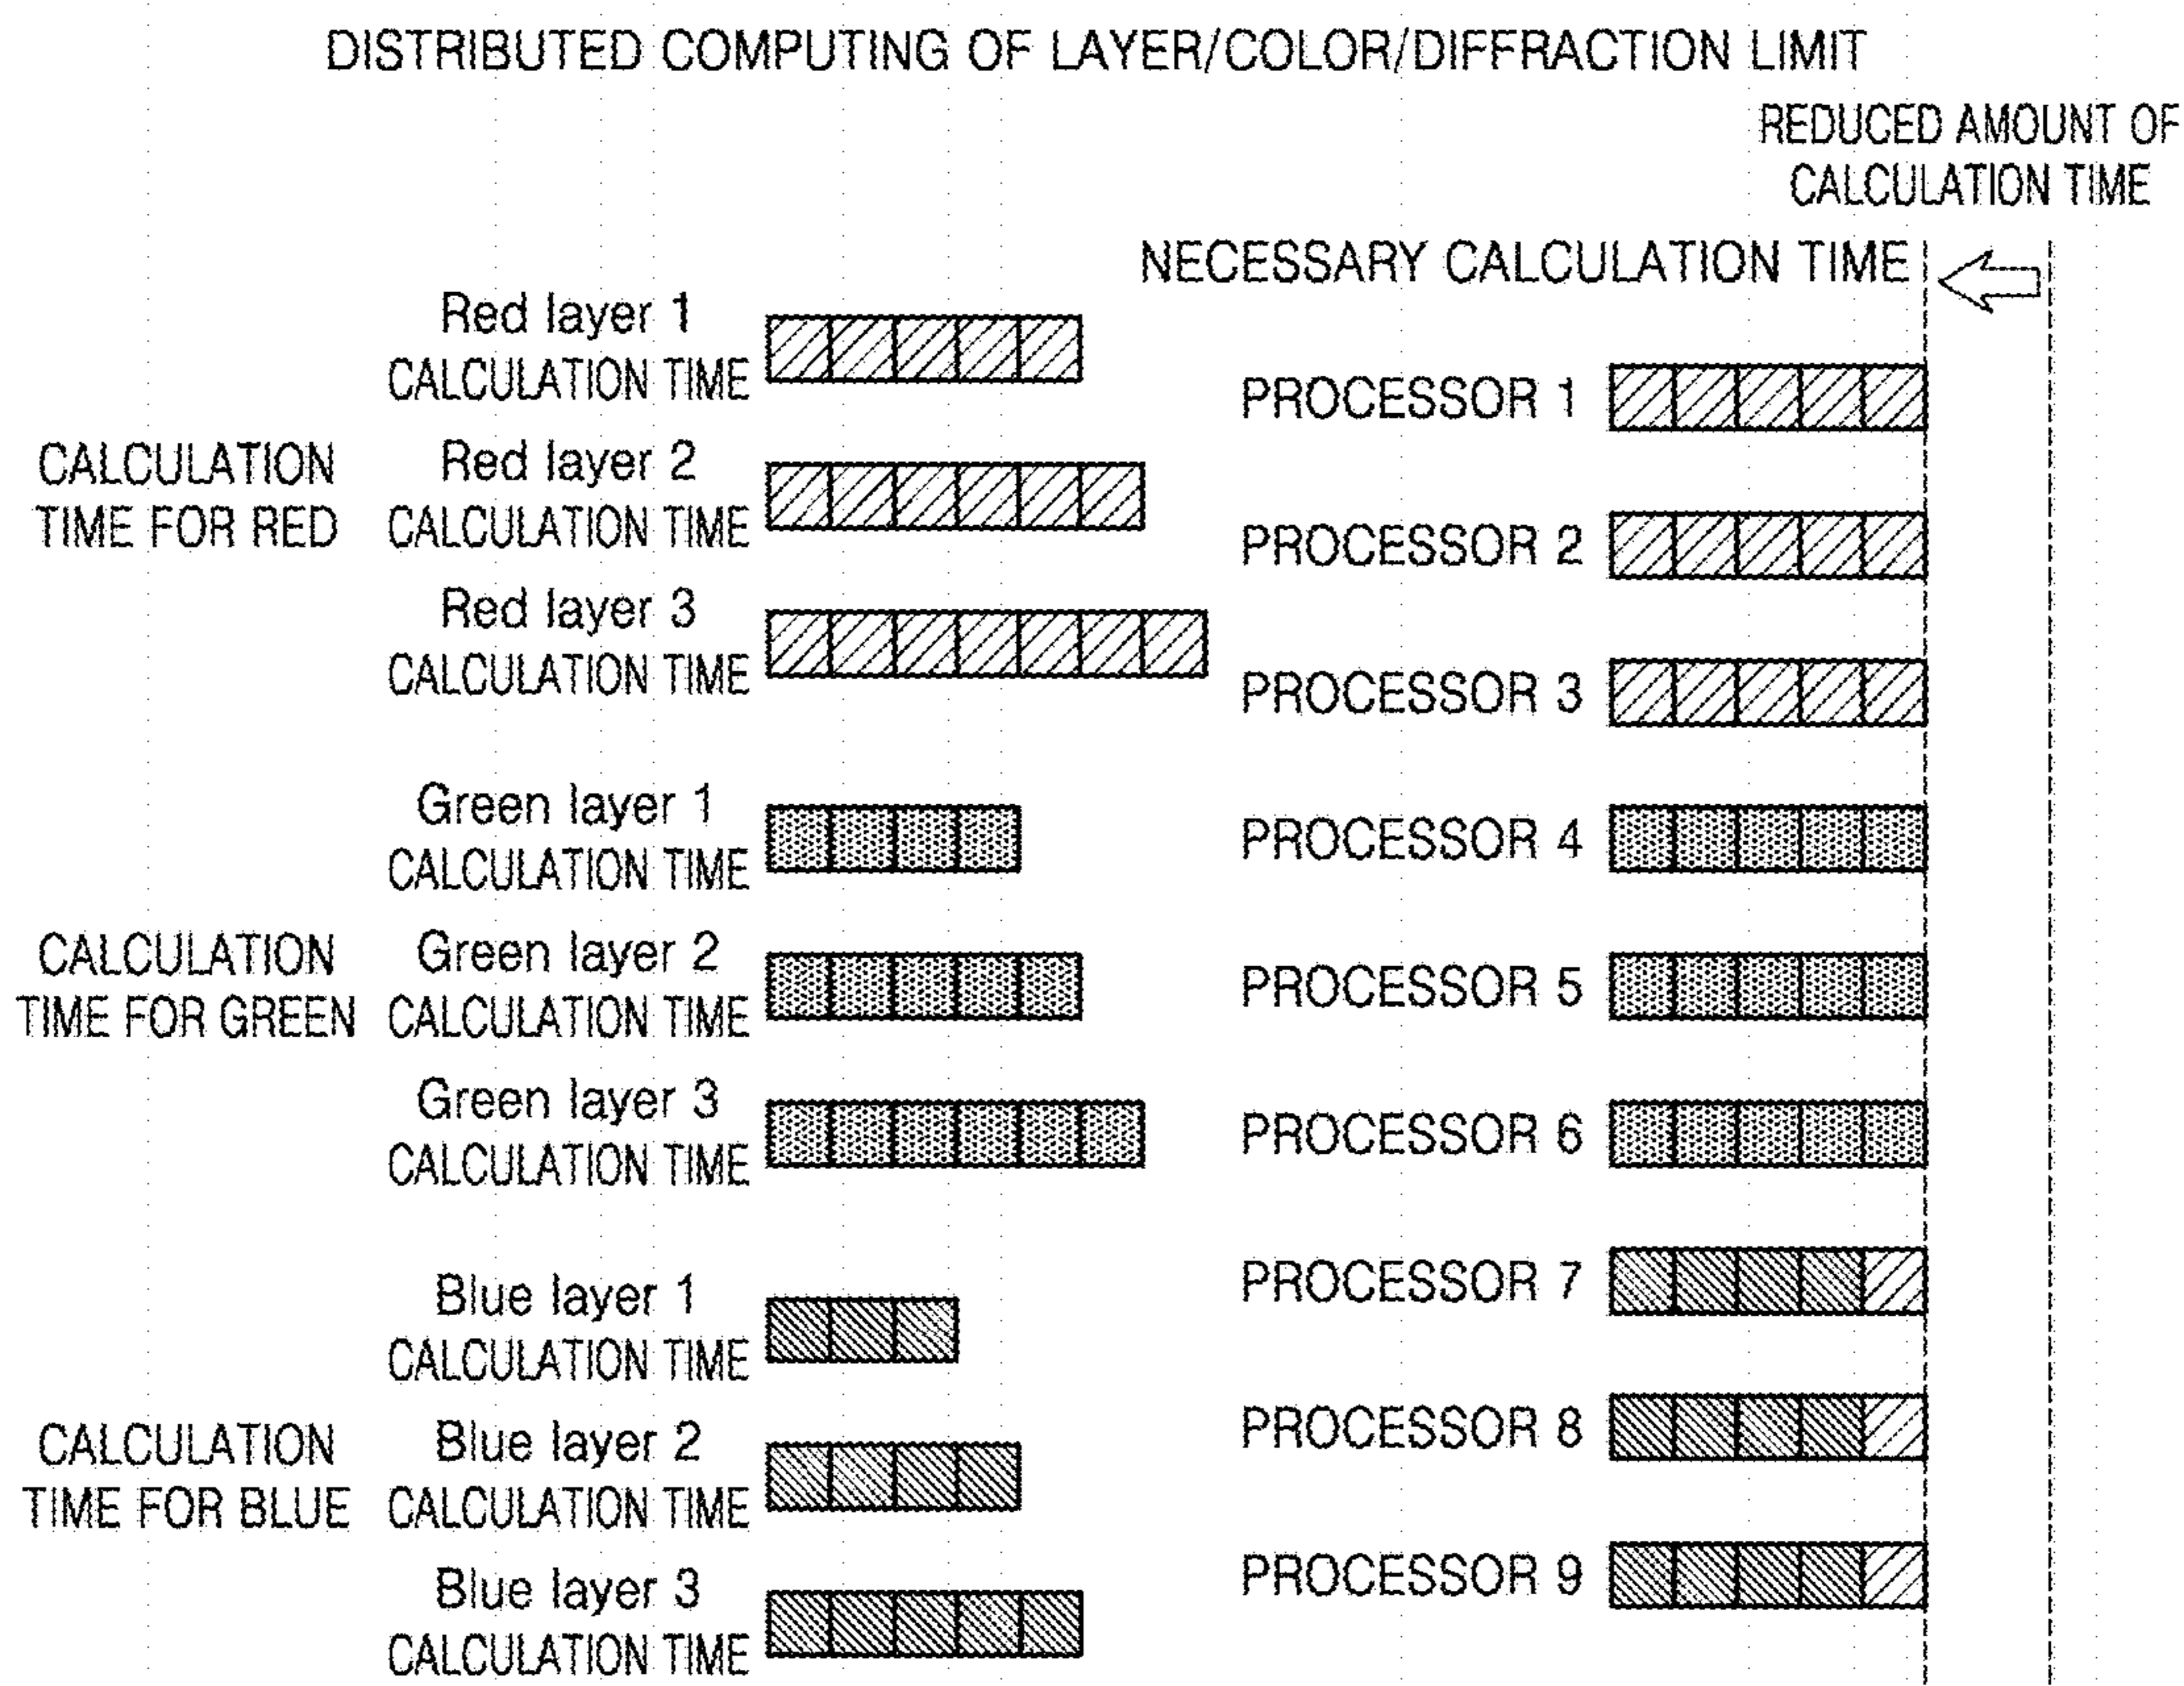 DISTRIBUTED COMPUTING OF LAYER/COLOR/DIFFRACTION LIMIT
REDUCED AMOUNT OF
CALCULATION TIME
NECESSARY CALCULATION TIME
CALCULATION
TIME FOR RED
Red layer 1
CALCULATION TIME
Red layer 2
CALCULATION TIME
Red layer 3
CALCULATION TIME
CALCULATION
TIME FOR GREEN
Green layer 1
CALCULATION TIME
Green layer 2
CALCULATION TIME
Green layer 3
CALCULATION TIME
CALCULATION
TIME FOR BLUE
Blue layer 1
CALCULATION TIME
Blue layer 2
CALCULATION TIME
Blue layer 3
CALCULATION TIME
PROCESSOR 1
PROCESSOR 2
PROCESSOR 3
PROCESSOR 4
PROCESSOR 5
PROCESSOR 6
PROCESSOR 7
PROCESSOR 8
PROCESSOR 9